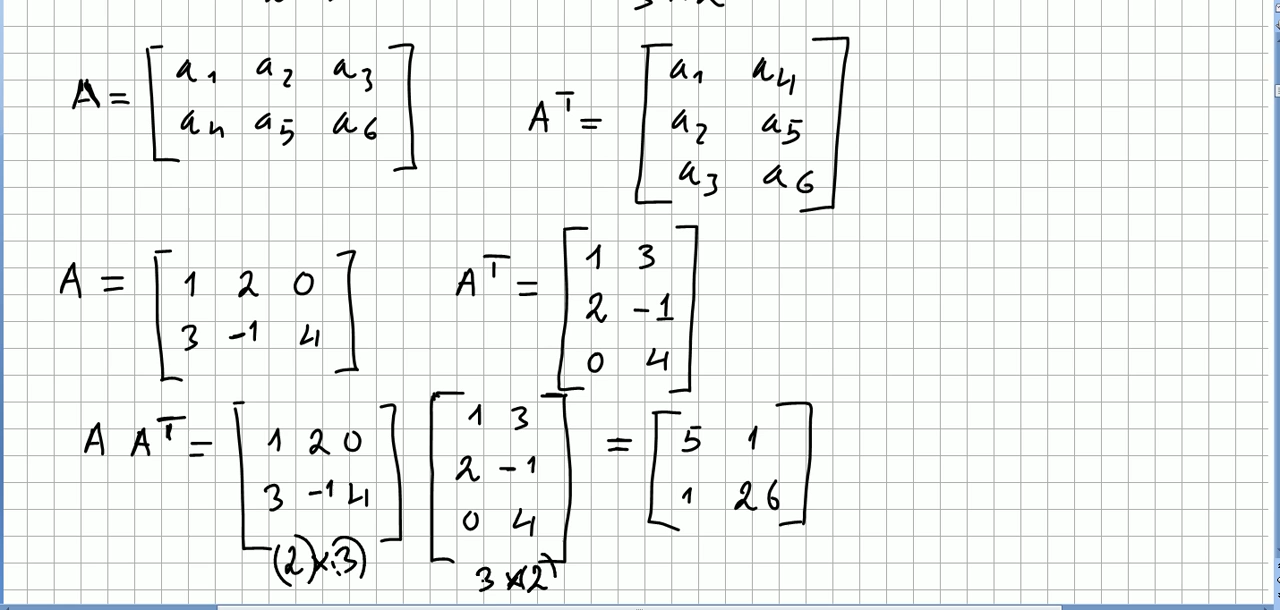 A = [ a1 a2 a3 A^T = [ a1 a4
a4 a5 a6 ] a2 a5
a3 a6 ]
A = [ 1 2 0 A^T = [ 1 3
3 -1 4 ] 2 -1
0 4 ]
A A^T = [ 1 2 0 [ 1 3 = [ 5 1
3 -1 4 ] 2 -1 1 26 ]
0 4 ]
(2)×3) 3×2)